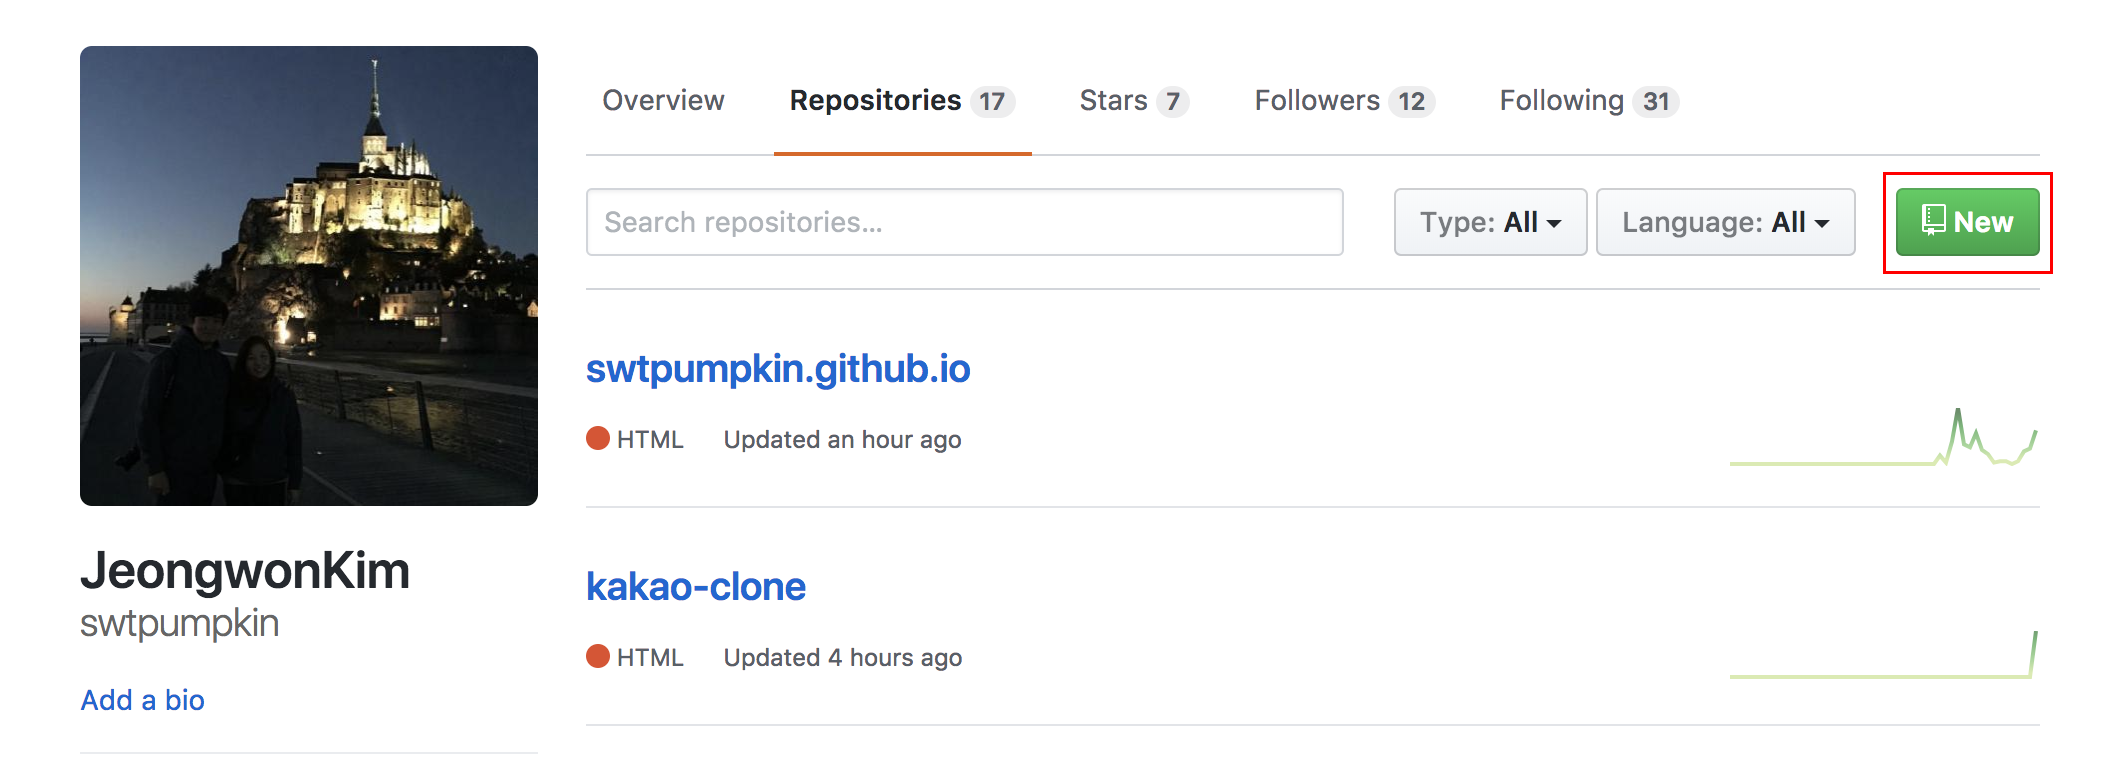 Overview Repositories 17 Stars 7 Followers 12 Following 31
Search repositories... Type: All Language: All New
swtpumpkin.github.io
HTML Updated an hour ago
kakao-clone
HTML Updated 4 hours ago
JeongwonKim
swtpumpkin
Add a bio